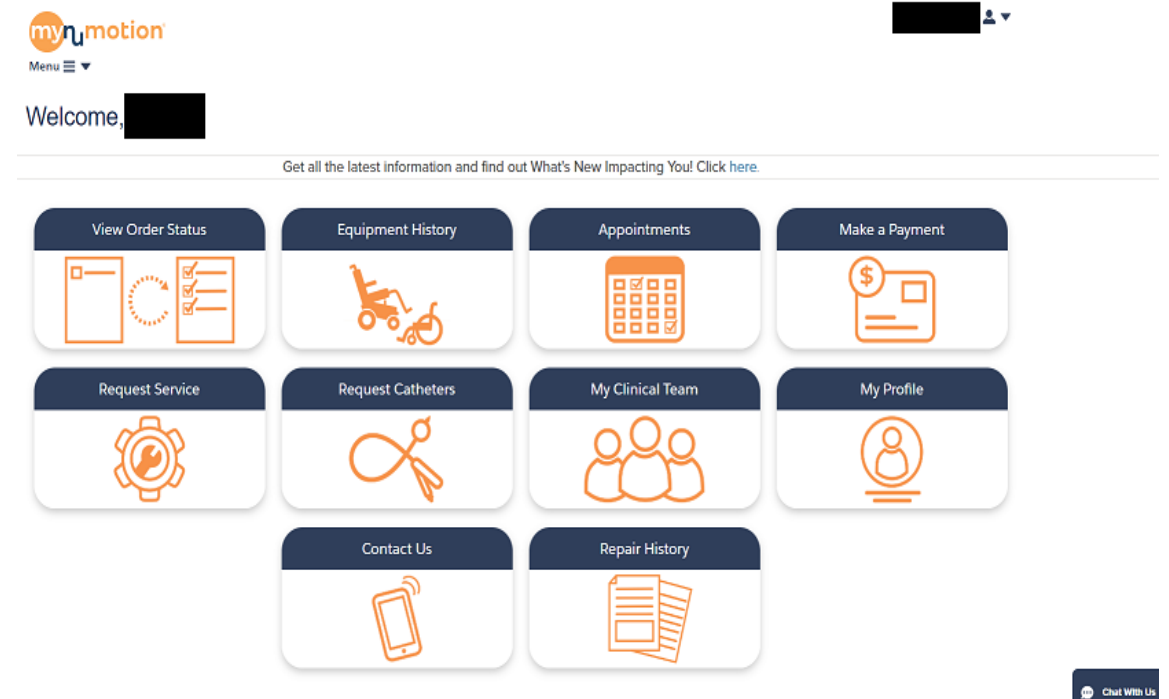 mynumotion
Menu
Welcome,
Get all the latest information and find out What's New Impacting You! Click here.
View Order Status
Equipment History
Appointments
Make a Payment
$
Request Service
Request Catheters
My Clinical Team
My Profile
Contact Us
Repair History
Chat With Us